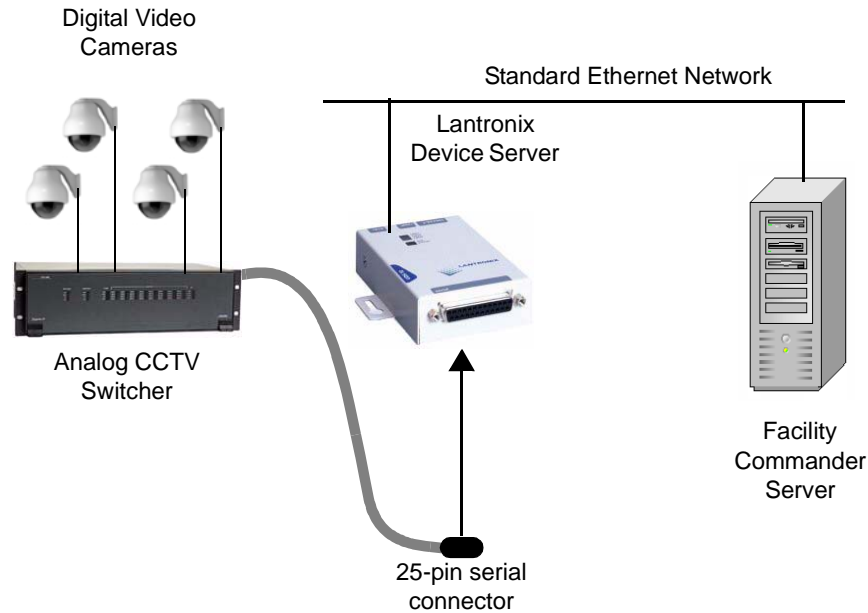 Digital Video
Cameras
Standard Ethernet Network
Lantronix
Device Server
LANTRONIX
Analog CCTV
Switcher
Facility
Commander
Server
25-pin serial
connector